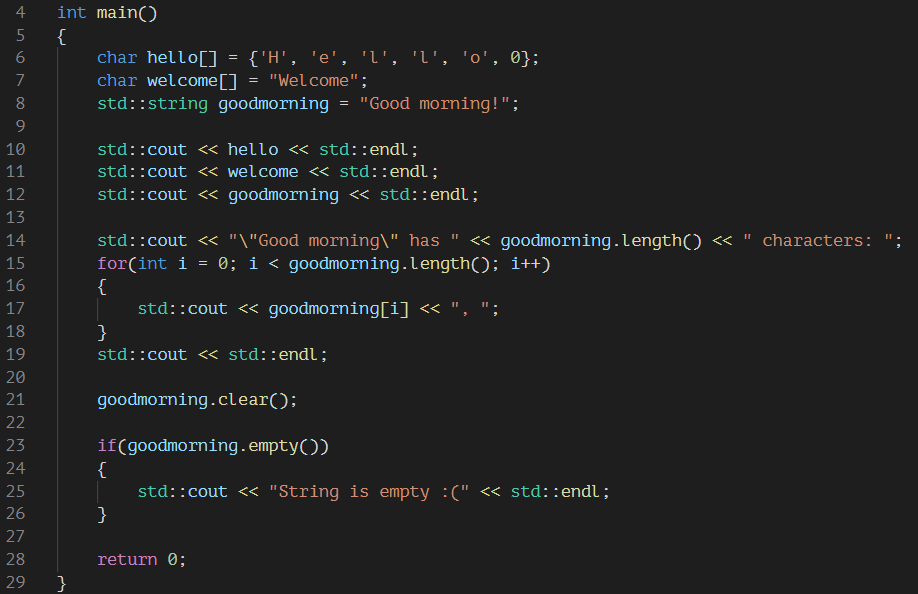 4 int main()
5 {
6     char hello[] = {'H', 'e', 'l', 'l', 'o', 0};
7     char welcome[] = "Welcome";
8     std::string goodmorning = "Good morning!";
9
10     std::cout << hello << std::endl;
11     std::cout << welcome << std::endl;
12     std::cout << goodmorning << std::endl;
13
14     std::cout << "\"Good morning\" has " << goodmorning.length() << " characters: ";
15     for(int i = 0; i < goodmorning.length(); i++)
16     {
17         std::cout << goodmorning[i] << ", ";
18     }
19     std::cout << std::endl;
20
21     goodmorning.clear();
22
23     if(goodmorning.empty())
24     {
25         std::cout << "String is empty :(" << std::endl;
26     }
27
28     return 0;
29 }